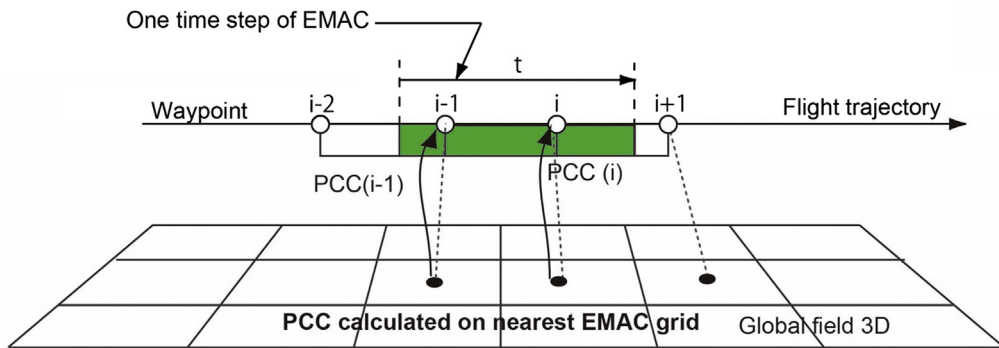 One time step of EMAC
t
Waypoint
i-2
i-1
i
i+1
Flight trajectory
PCC(i-1)
PCC (i)
PCC calculated on nearest EMAC grid
Global field 3D